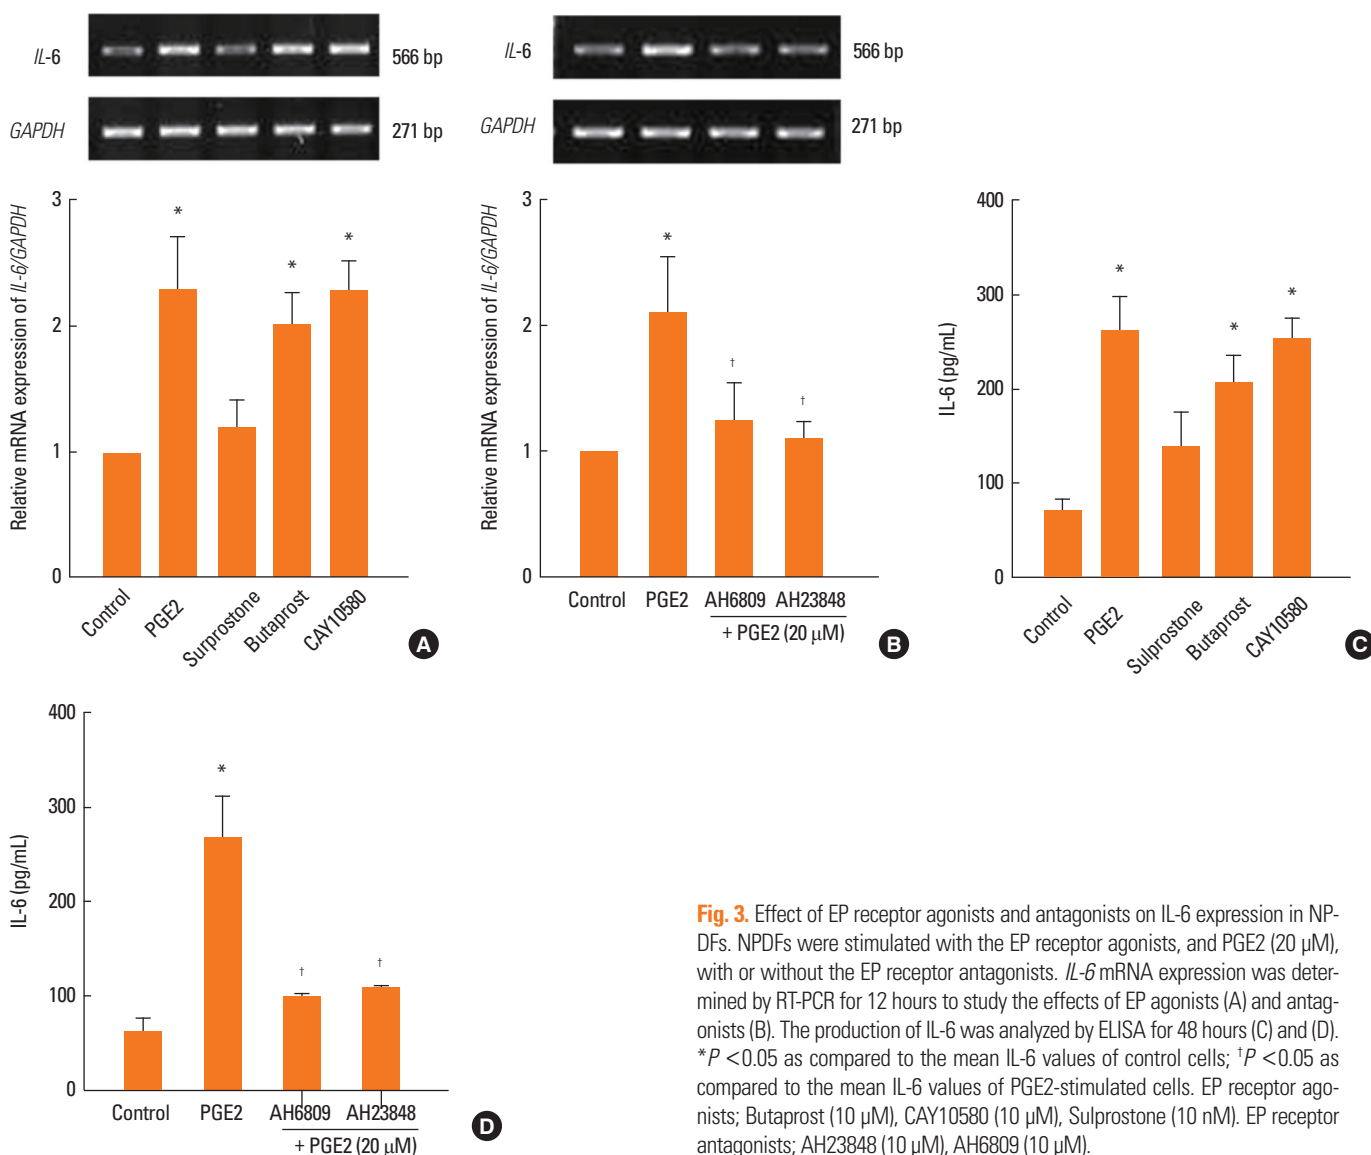 IL-6
566 bp
GAPDH
271 bp
Relative mRNA expression of IL-6/GAPDH
3
2
1
0
*
*
*
Control
PGE2
Surprostone
Butaprost
CAY10580
A
IL-6
566 bp
GAPDH
271 bp
Relative mRNA expression of IL-6/GAPDH
3
2
1
0
*
†
†
Control
PGE2
AH6809
AH23848
+ PGE2 (20 µM)
B
IL-6 (pg/mL)
400
300
200
100
0
*
*
*
Control
PGE2
Sulprostone
Butaprost
CAY10580
C
IL-6 (pg/mL)
400
300
200
100
0
*
†
†
Control
PGE2
AH6809
AH23848
+ PGE2 (20 µM)
D
Fig. 3. Effect of EP receptor agonists and antagonists on IL-6 expression in NP-
DFs. NPDFs were stimulated with the EP receptor agonists, and PGE2 (20 µM),
with or without the EP receptor antagonists. IL-6 mRNA expression was deter-
mined by RT-PCR for 12 hours to study the effects of EP agonists (A) and antag-
onists (B). The production of IL-6 was analyzed by ELISA for 48 hours (C) and (D).
*P <0.05 as compared to the mean IL-6 values of control cells; †P <0.05 as
compared to the mean IL-6 values of PGE2-stimulated cells. EP receptor ago-
nists; Butaprost (10 µM), CAY10580 (10 µM), Sulprostone (10 nM). EP receptor
antagonists; AH23848 (10 µM), AH6809 (10 µM).